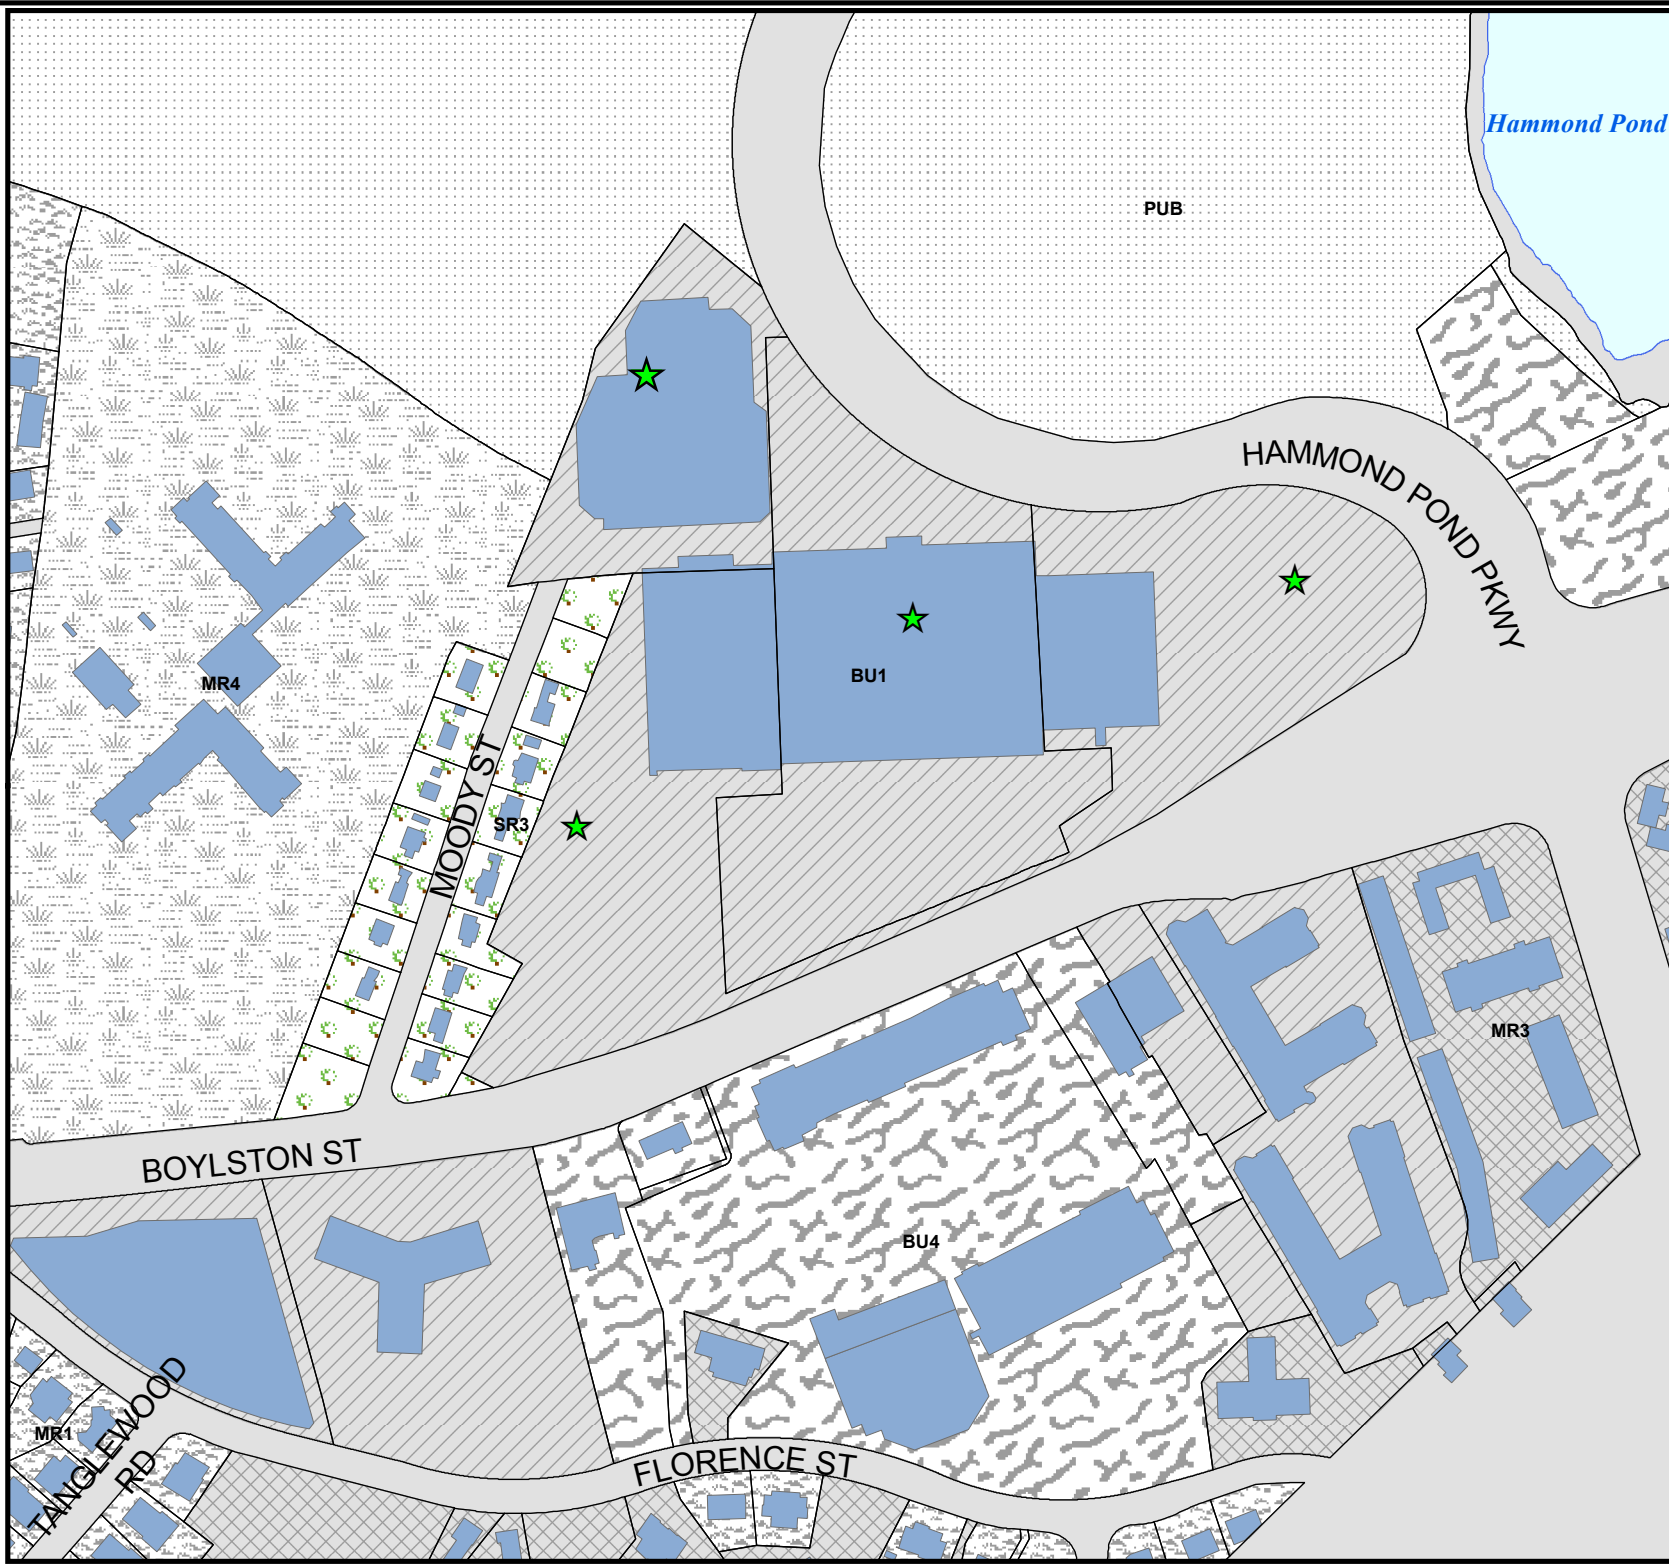 Hammond Pond
PUB
HAMMOND POND PKWY
BU1
MR4
MOODY ST
SR3
MR3
BOYLSTON ST
BU4
MR1
TANGLEWOOD
RD
FLORENCE ST